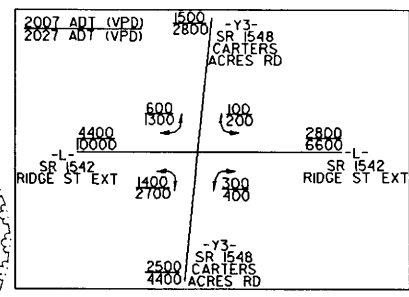 2007 ADT (VPD)
2027 ADT (VPD)
1500
2800
-Y3-
SR 1548
CARTERS
ACRES RD
600
1300
100
200
4400
10000
-L-
SR 1542
RIDGE ST EXT
2800
6600
-L-
SR 1542
RIDGE ST EXT
1400
2700
300
400
2500
4400
-Y3-
SR 1548
CARTERS
ACRES RD